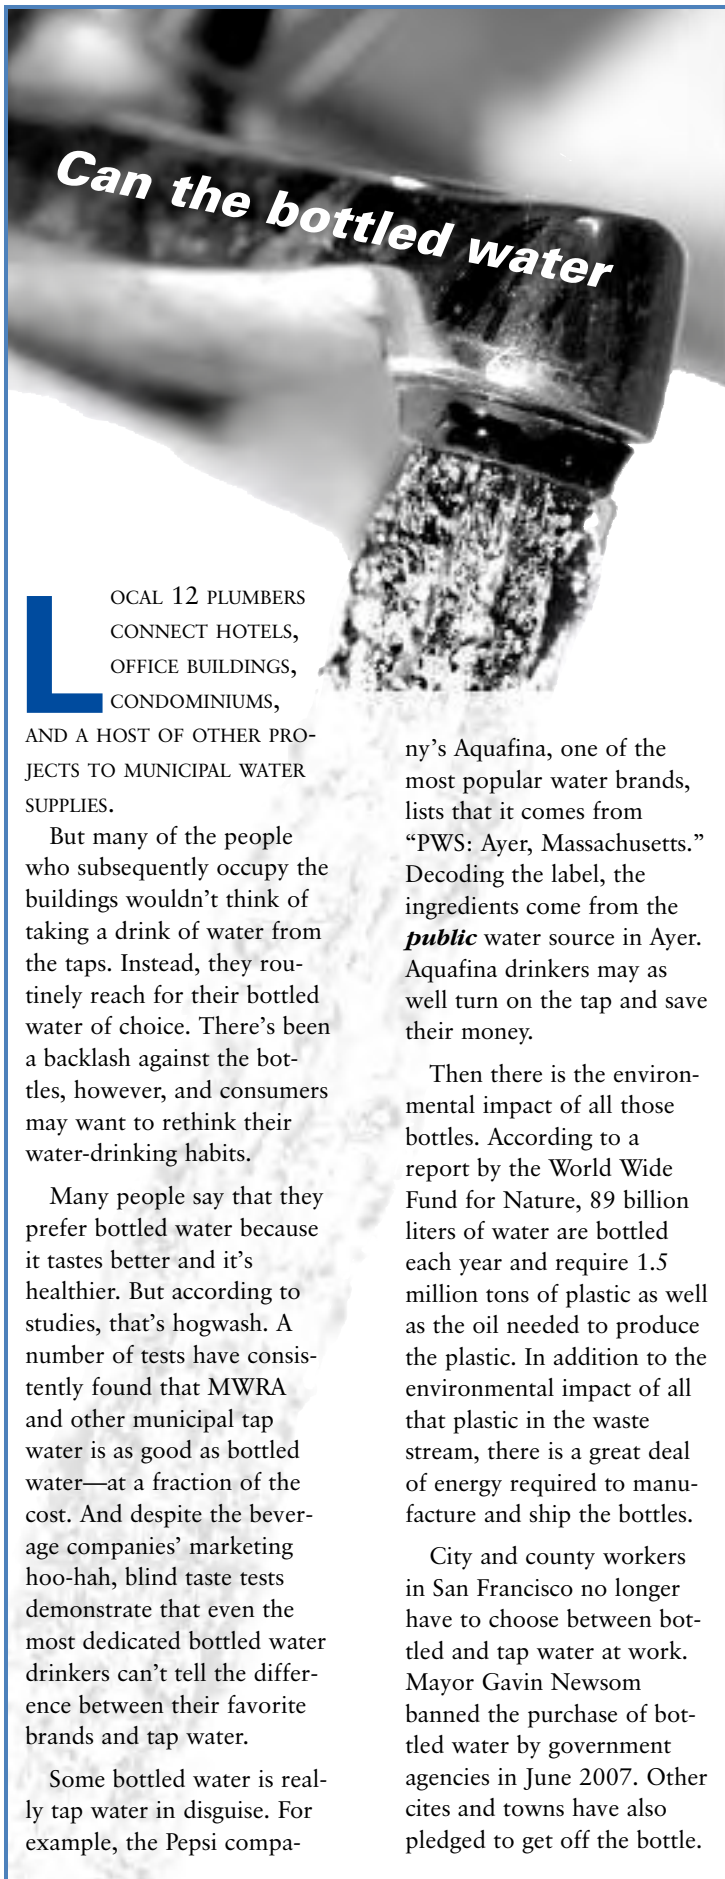 Can the bottled water
LOCAL 12 PLUMBERS
CONNECT HOTELS,
OFFICE BUILDINGS,
CONDOMINIUMS,
AND A HOST OF OTHER PRO-
JECTS TO MUNICIPAL WATER
SUPPLIES.
But many of the people
who subsequently occupy the
buildings wouldn't think of
taking a drink of water from
the taps. Instead, they rou-
tinely reach for their bottled
water of choice. There's been
a backlash against the bot-
tles, however, and consumers
may want to rethink their
water-drinking habits.
Many people say that they
prefer bottled water because
it tastes better and it's
healthier. But according to
studies, that's hogwash. A
number of tests have consis-
tently found that MWRA
and other municipal tap
water is as good as bottled
water—at a fraction of the
cost. And despite the bever-
age companies' marketing
hoo-hah, blind taste tests
demonstrate that even the
most dedicated bottled water
drinkers can't tell the differ-
ence between their favorite
brands and tap water.
Some bottled water is real-
ly tap water in disguise. For
example, the Pepsi compa-
ny's Aquafina, one of the
most popular water brands,
lists that it comes from
“PWS: Ayer, Massachusetts.”
Decoding the label, the
ingredients come from the
public water source in Ayer.
Aquafina drinkers may as
well turn on the tap and save
their money.
Then there is the environ-
mental impact of all those
bottles. According to a
report by the World Wide
Fund for Nature, 89 billion
liters of water are bottled
each year and require 1.5
million tons of plastic as well
as the oil needed to produce
the plastic. In addition to the
environmental impact of all
that plastic in the waste
stream, there is a great deal
of energy required to manu-
facture and ship the bottles.
City and county workers
in San Francisco no longer
have to choose between bot-
tled and tap water at work.
Mayor Gavin Newsom
banned the purchase of bot-
tled water by government
agencies in June 2007. Other
cites and towns have also
pledged to get off the bottle.